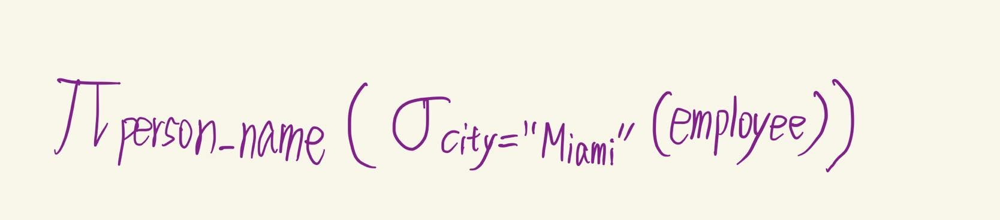 Π person_name ( σ city="Miami" (employee))